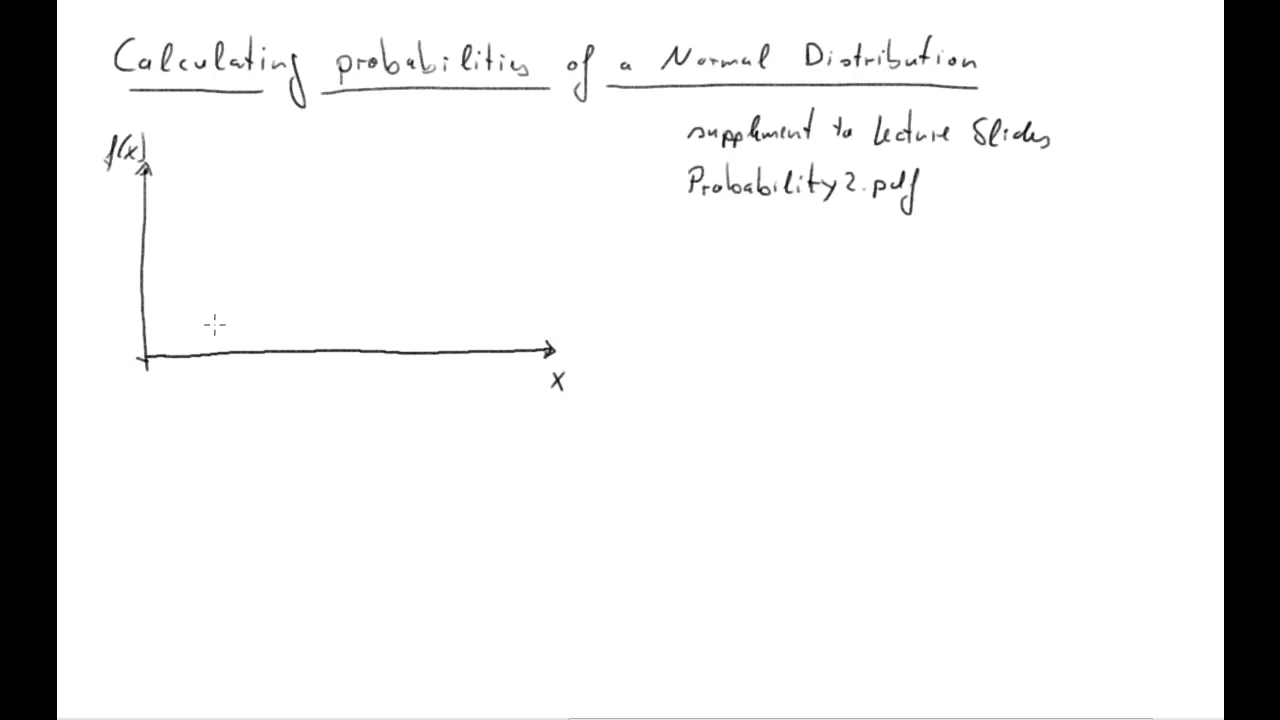 Calculating probabilities of a Normal Distribution
supplement to Lecture Slides
Probability2.pdf
f(x)
x